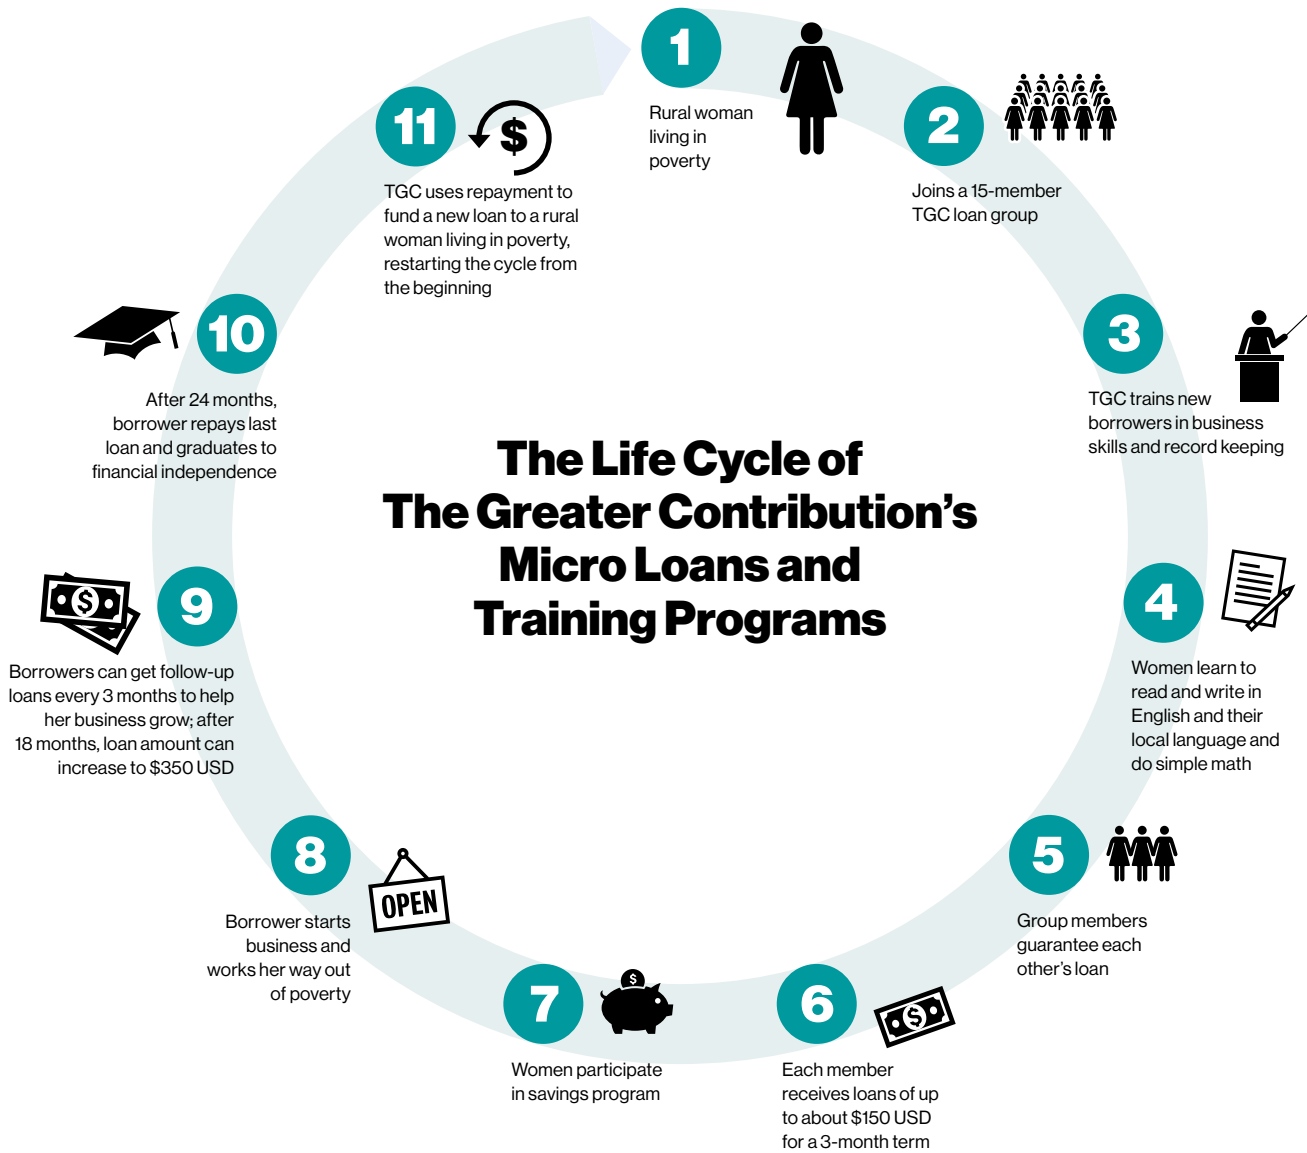 The Life Cycle of
The Greater Contribution’s
Micro Loans and
Training Programs
1
Rural woman
living in
poverty
2
Joins a 15-member
TGC loan group
3
TGC trains new
borrowers in business
skills and record keeping
4
Women learn to
read and write in
English and their
local language and
do simple math
5
Group members
guarantee each
other’s loan
6
$
Each member
receives loans of up
to about $150 USD
for a 3-month term
7
$
Women participate
in savings program
8
OPEN
Borrower starts
business and
works her way out
of poverty
9
$
Borrowers can get follow-up
loans every 3 months to help
her business grow; after
18 months, loan amount can
increase to $350 USD
10
After 24 months,
borrower repays last
loan and graduates to
financial independence
11
$
TGC uses repayment to
fund a new loan to a rural
woman living in poverty,
restarting the cycle from
the beginning